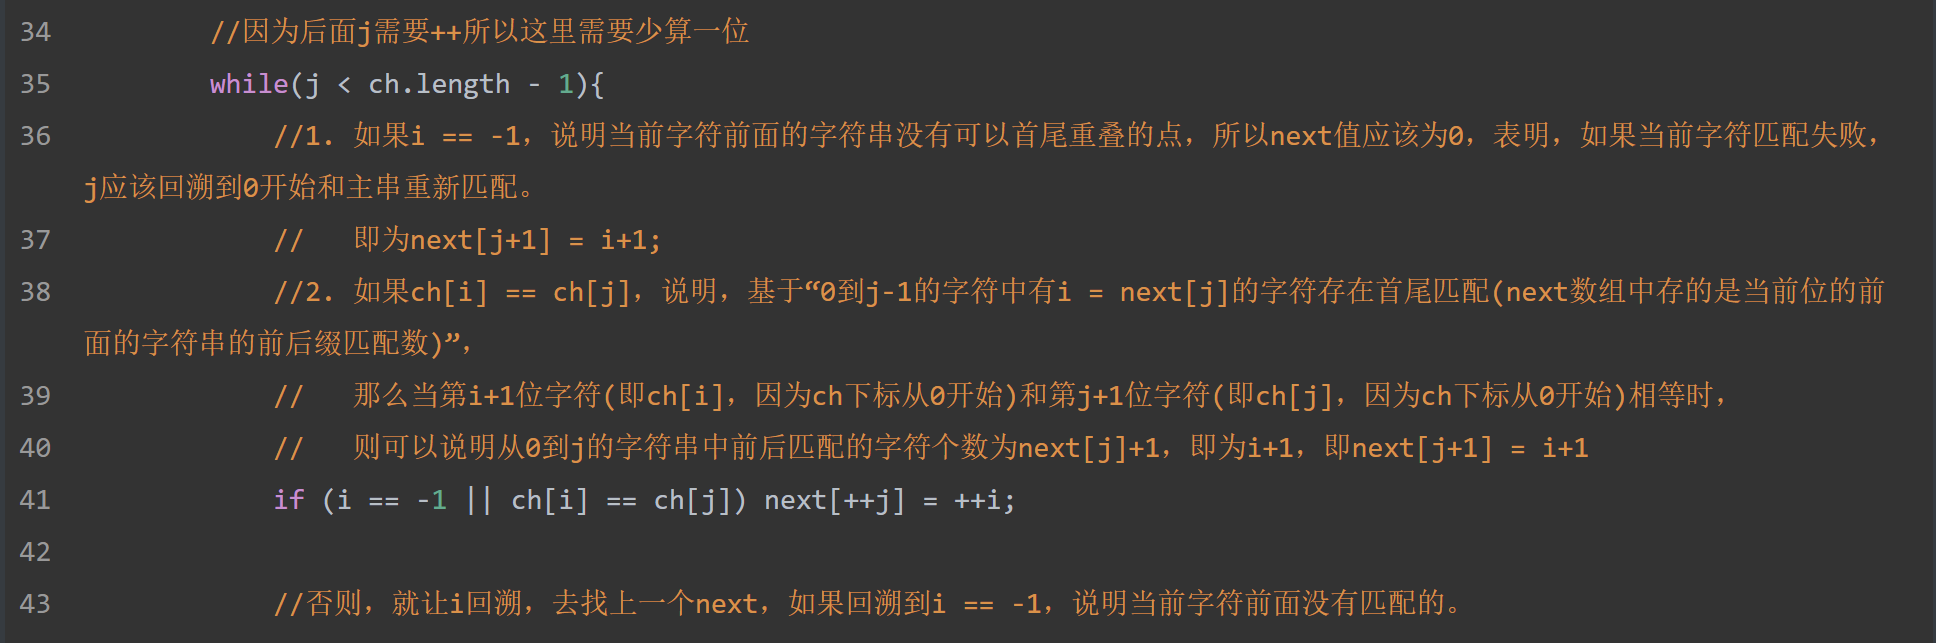 34 //因为后面j需要++所以这里需要少算一位
35 while(j < ch.length - 1){
36 //1. 如果i == -1，说明当前字符前面的字符串没有可以首尾重叠的点，所以next值应该为0，表明，如果当前字符匹配失败，
j应该回溯到0开始和主串重新匹配。
37 //   即为next[j+1] = i+1;
38 //2. 如果ch[i] == ch[j]，说明，基于“0到j-1的字符中有i = next[j]的字符存在首尾匹配(next数组中存的是当前位的前
面的字符串的前后缀匹配数)”，
39 //   那么当第i+1位字符(即ch[i]，因为ch下标从0开始)和第j+1位字符(即ch[j]，因为ch下标从0开始)相等时，
40 //   则可以说明从0到j的字符串中前后匹配的字符个数为next[j]+1，即为i+1，即next[j+1] = i+1
41 if (i == -1 || ch[i] == ch[j]) next[++j] = ++i;
42
43 //否则，就让i回溯，去找上一个next，如果回溯到i == -1，说明当前字符前面没有匹配的。